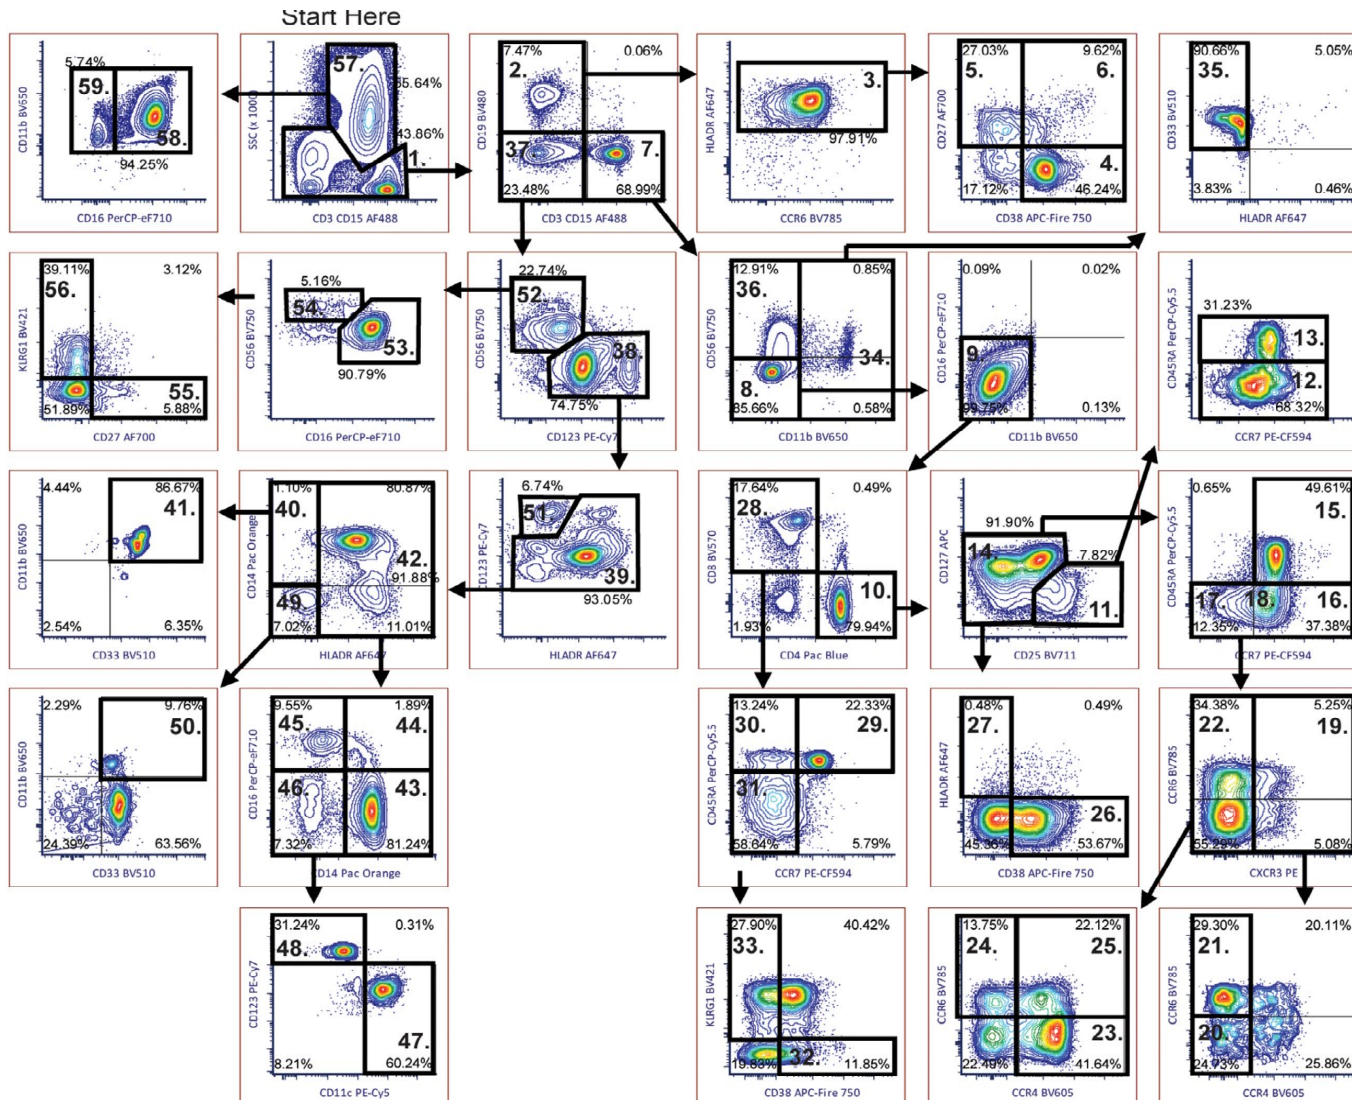 Start Here
5.74%
59.
58.
94.25%
CD11b BV650
CD16 PerCP-eF710
57.
55.64%
43.86%
1.
SSC (x 1000)
CD3 CD15 AF488
7.47%
0.06%
2.
37
7.
23.48%
68.99%
CD19 BV480
CD3 CD15 AF488
3.
97.91%
HLADR AF647
CCR6 BV785
27.03%
9.62%
5.
6.
4.
17.12%
46.24%
CD27 AF700
CD38 APC-Fire 750
90.66%
5.05%
35.
3.83%
0.46%
CD33 BV510
HLADR AF647
39.11%
3.12%
56.
55.
51.89%
5.88%
KLRG1 BV421
CD27 AF700
5.16%
54.
53.
90.79%
CD56 BV750
CD16 PerCP-eF710
22.74%
52.
38.
74.75%
CD56 BV750
CD123 PE-Cy7
12.91%
0.85%
36.
34.
8.
85.66%
0.58%
CD56 BV750
CD11b BV650
0.09%
0.02%
9.
99.75%
0.13%
CD16 PerCP-eF710
CD11b BV650
31.23%
13.
12.
68.32%
CD45RA PerCP-Cy5.5
CCR7 PE-CF594
4.44%
86.67%
41.
2.54%
6.35%
CD11b BV650
CD33 BV510
1.10%
80.87%
40.
42.
91.88%
49.
7.02%
11.01%
CD14 Pac Orange
HLADR AF647
6.74%
51.
39.
93.05%
CD123 PE-Cy7
HLADR AF647
17.64%
0.49%
28.
10.
1.93%
79.94%
CD8 BV570
CD4 Pac Blue
91.90%
14.
7.82%
11.
CD127 APC
CD25 BV711
0.65%
49.61%
15.
17.
18.
16.
12.35%
37.38%
CD45RA PerCP-Cy5.5
CCR7 PE-CF594
2.29%
9.76%
50.
24.39%
63.56%
CD11b BV650
CD33 BV510
9.55%
1.89%
45.
44.
46.
43.
7.32%
81.24%
CD16 PerCP-eF710
CD14 Pac Orange
13.24%
22.33%
30.
29.
31.
58.64%
5.79%
CD45RA PerCP-Cy5.5
CCR7 PE-CF594
0.48%
0.49%
27.
26.
45.36%
53.67%
HLADR AF647
CD38 APC-Fire 750
34.38%
5.25%
22.
19.
55.29%
5.08%
CCR6 BV785
CXCR3 PE
31.24%
0.31%
48.
47.
8.21%
60.24%
CD123 PE-Cy7
CD11c PE-Cy5
27.90%
40.42%
33.
32.
19.83%
11.85%
KLRG1 BV421
CD38 APC-Fire 750
13.75%
22.12%
24.
25.
23.
22.49%
41.64%
CCR6 BV785
CCR4 BV605
29.30%
20.11%
21.
20.
24.73%
25.86%
CCR6 BV785
CCR4 BV605